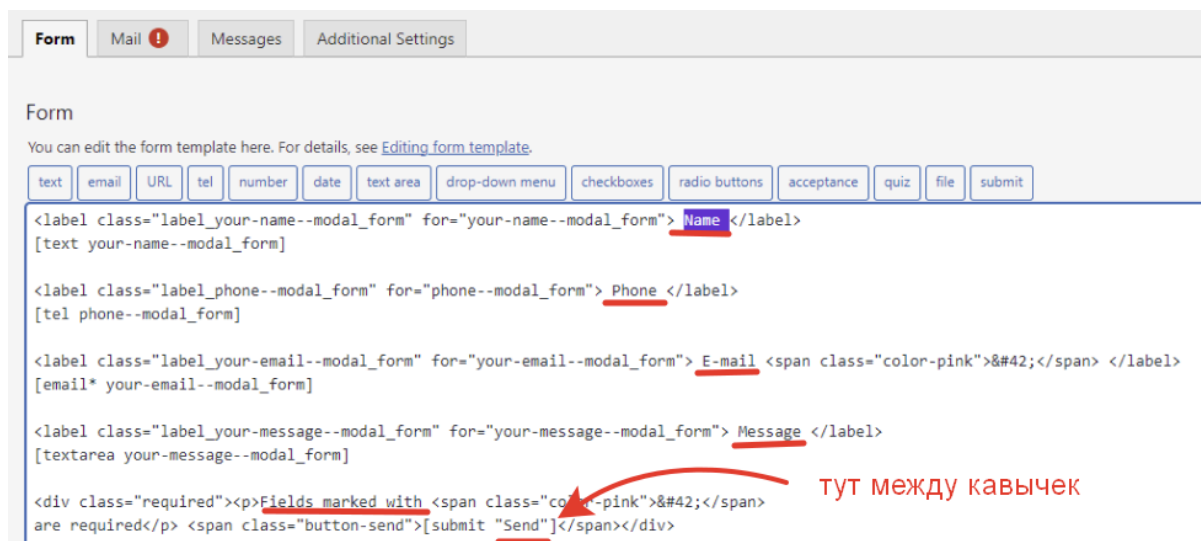 Form Mail ! Messages Additional Settings
Form
You can edit the form template here. For details, see Editing form template.
text email URL tel number date text area drop-down menu checkboxes radio buttons acceptance quiz file submit
<label class="label_your-name--modal_form" for="your-name--modal_form"> Name </label>
[text your-name--modal_form]
<label class="label_phone--modal_form" for="phone--modal_form"> Phone </label>
[tel phone--modal_form]
<label class="label_your-email--modal_form" for="your-email--modal_form"> E-mail <span class="color-pink">&#42;</span> </label>
[email* your-email--modal_form]
<label class="label_your-message--modal_form" for="your-message--modal_form"> Message </label>
[textarea your-message--modal_form]
тут между кавычек
<div class="required"><p>Fields marked with <span class="color-pink">&#42;</span>
are required</p> <span class="button-send">[submit "Send"]</span></div>